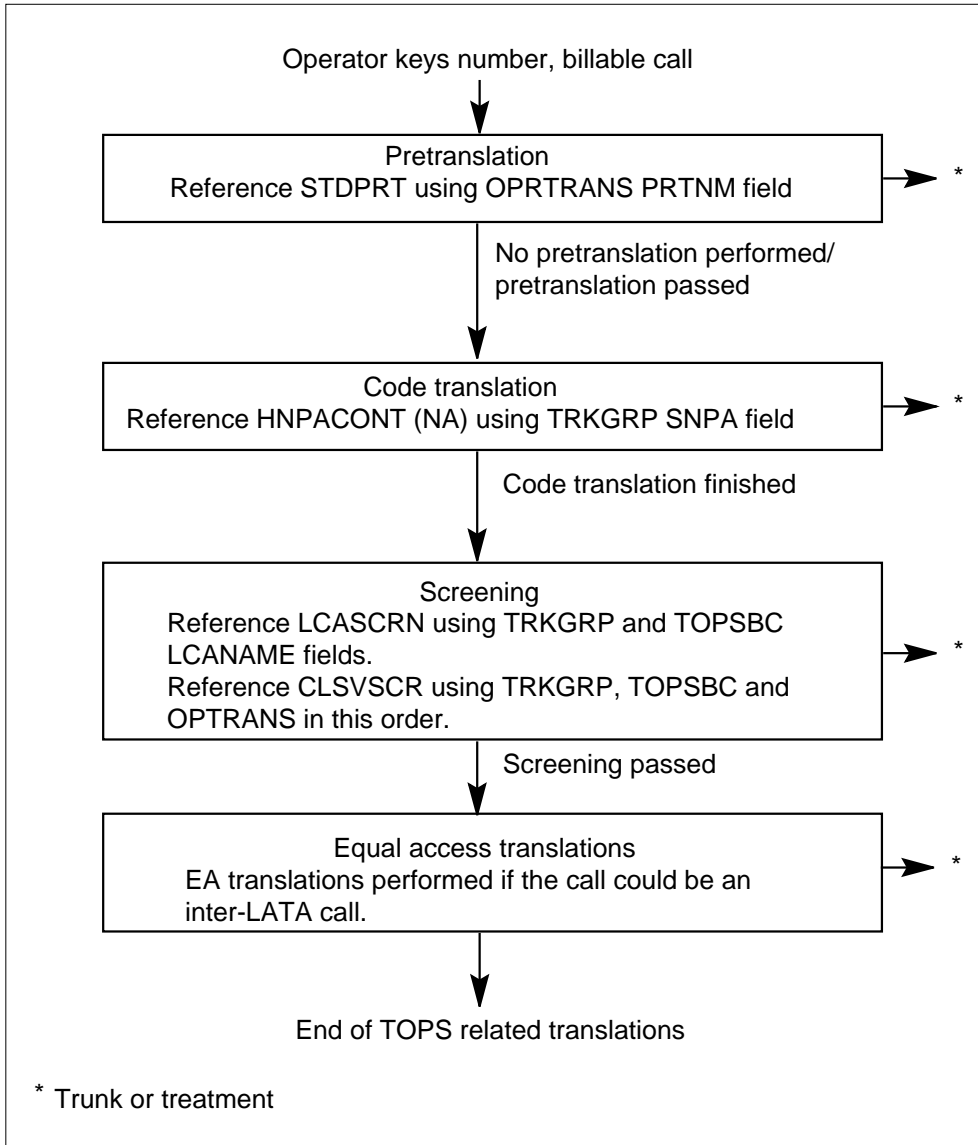 Operator keys number, billable call
Pretranslation
Reference STDPRT using OPRTRANS PRTNM field
*
No pretranslation performed/
pretranslation passed
Code translation
Reference HNPACONT (NA) using TRKGRP SNPA field
*
Code translation finished
Screening
Reference LCASCRN using TRKGRP and TOPSBC
LCANAME fields.
Reference CLSVSCR using TRKGRP, TOPSBC and
OPTRANS in this order.
*
Screening passed
Equal access translations
EA translations performed if the call could be an
inter-LATA call.
*
End of TOPS related translations
* Trunk or treatment